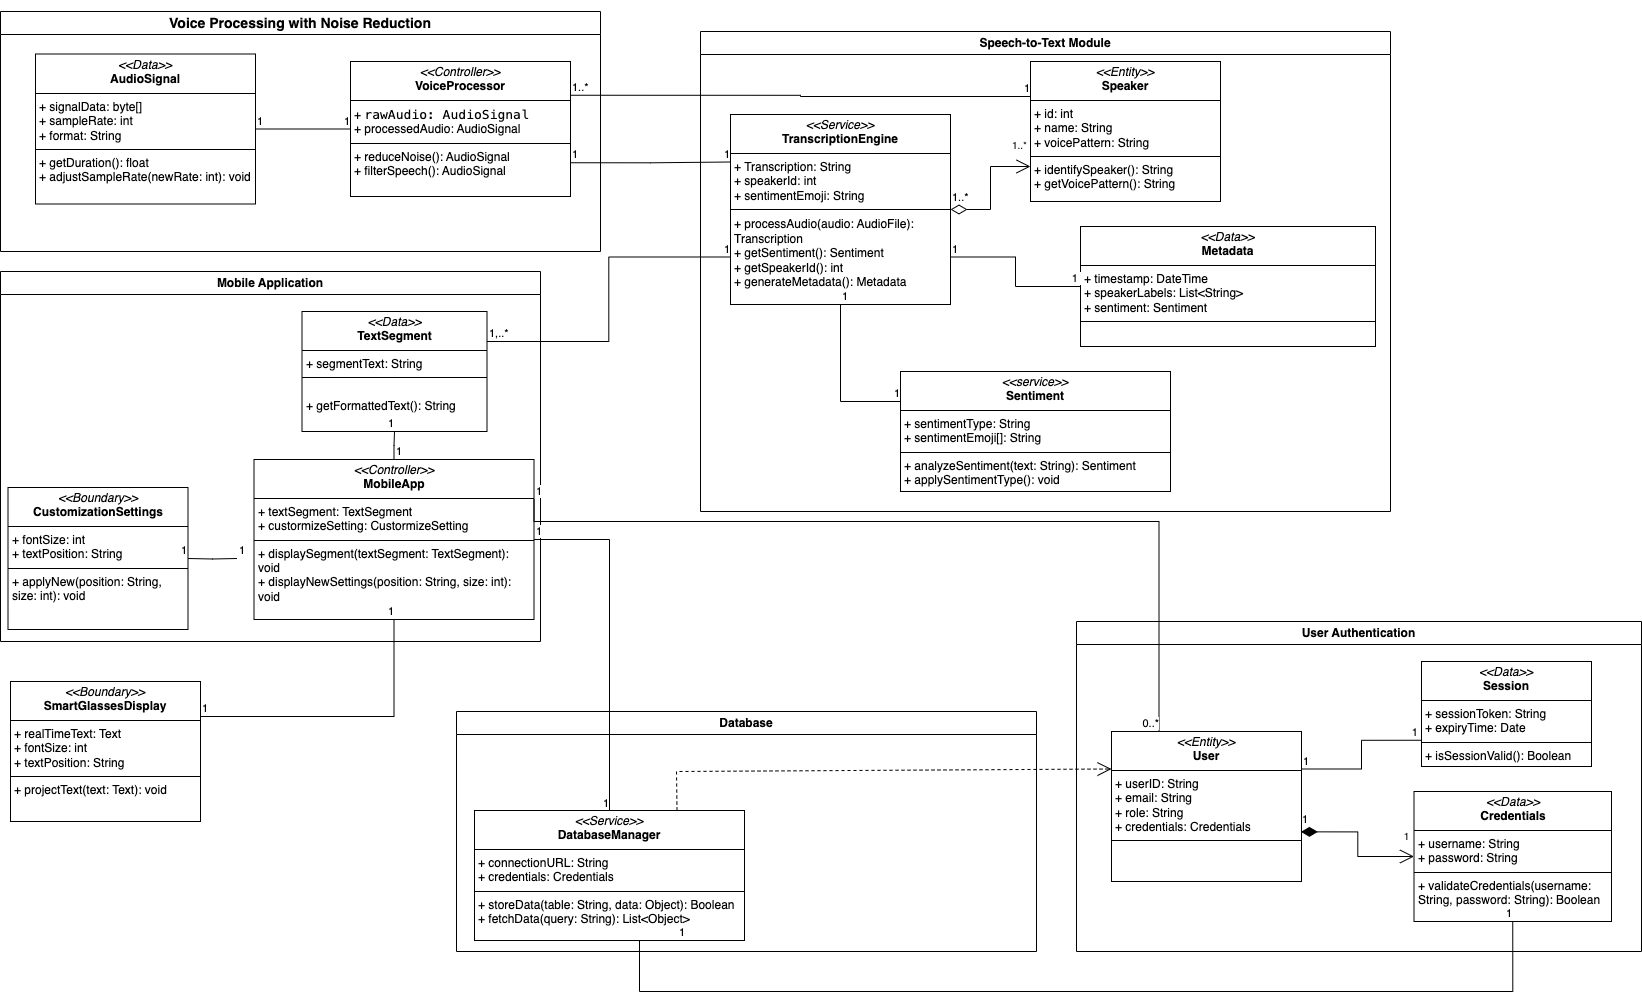 Voice Processing with Noise Reduction
<<Data>>
AudioSignal
+ signalData: byte[]
+ sampleRate: int
+ format: String
+ getDuration(): float
+ adjustSampleRate(newRate: int): void
1
1
<<Controller>>
VoiceProcessor
+ rawAudio: AudioSignal
+ processedAudio: AudioSignal
+ reduceNoise(): AudioSignal
+ filterSpeech(): AudioSignal
1..*
1
1
1
Speech-to-Text Module
<<Entity>>
Speaker
+ id: int
+ name: String
+ voicePattern: String
+ identifySpeaker(): String
+ getVoicePattern(): String
<<Service>>
TranscriptionEngine
+ Transcription: String
+ speakerId: int
+ sentimentEmoji: String
+ processAudio(audio: AudioFile):
Transcription
+ getSentiment(): Sentiment
+ getSpeakerId(): int
+ generateMetadata(): Metadata
1
1..*
1..*
1
1
1
<<Data>>
Metadata
+ timestamp: DateTime
+ speakerLabels: List<String>
+ sentiment: Sentiment
<<service>>
Sentiment
+ sentimentType: String
+ sentimentEmoji[]: String
+ analyzeSentiment(text: String): Sentiment
+ applySentimentType(): void
1
Mobile Application
<<Data>>
TextSegment
+ segmentText: String
+ getFormattedText(): String
1
1,..*
1
<<Controller>>
MobileApp
+ textSegment: TextSegment
+ custormizeSetting: CustormizeSetting
+ displaySegment(textSegment: TextSegment):
void
+ displayNewSettings(position: String, size: int):
void
1
1
1
<<Boundary>>
CustomizationSettings
+ fontSize: int
+ textPosition: String
+ applyNew(position: String,
size: int): void
1
1
<<Boundary>>
SmartGlassesDisplay
+ realTimeText: Text
+ fontSize: int
+ textPosition: String
+ projectText(text: Text): void
1
Database
1
<<Service>>
DatabaseManager
+ connectionURL: String
+ credentials: Credentials
+ storeData(table: String, data: Object): Boolean
+ fetchData(query: String): List<Object>
1
User Authentication
0..*
<<Entity>>
User
+ userID: String
+ email: String
+ role: String
+ credentials: Credentials
1
1
1
1
<<Data>>
Session
+ sessionToken: String
+ expiryTime: Date
+ isSessionValid(): Boolean
<<Data>>
Credentials
+ username: String
+ password: String
+ validateCredentials(username:
String, password: String): Boolean
1